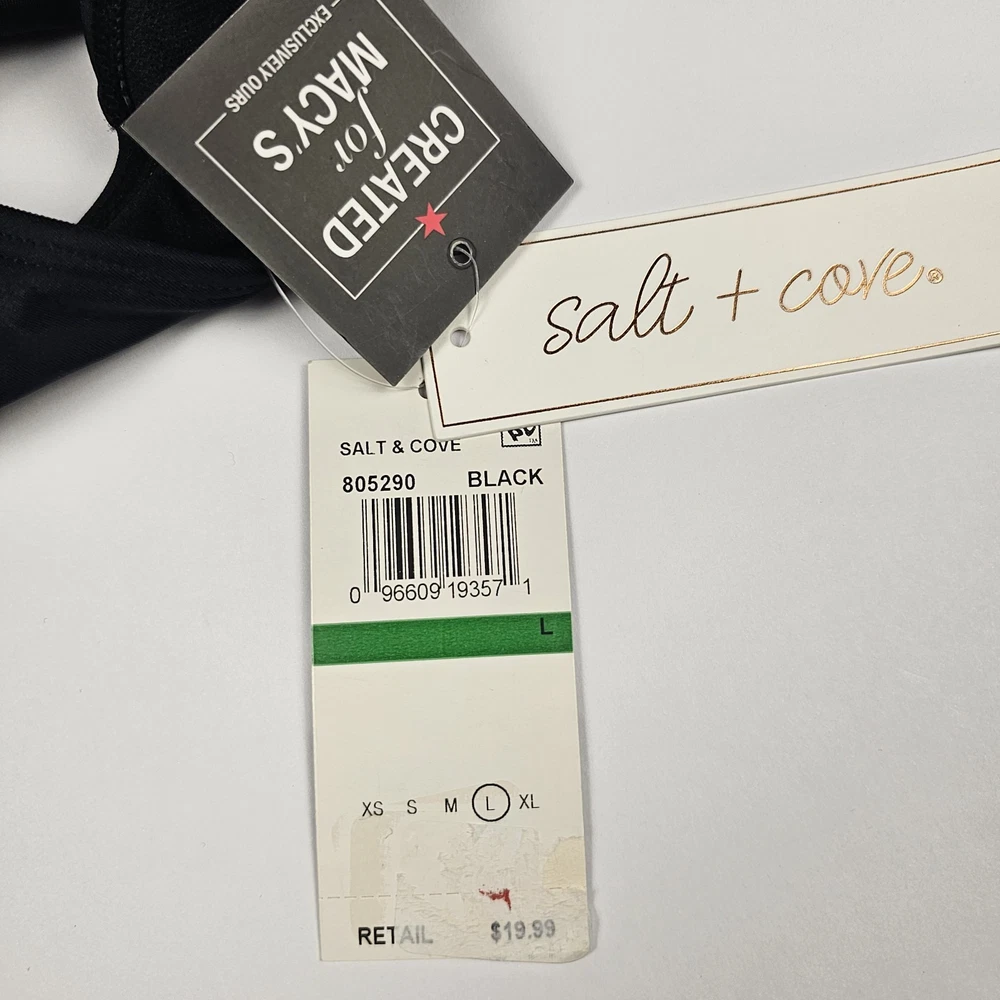 CREATED
for
MACY'S
EXCLUSIVELY OURS
salt + cove.®
SALT & COVE
805290 BLACK
0 96609 19357 1
L
XS S M L XL
RETAIL $19.99